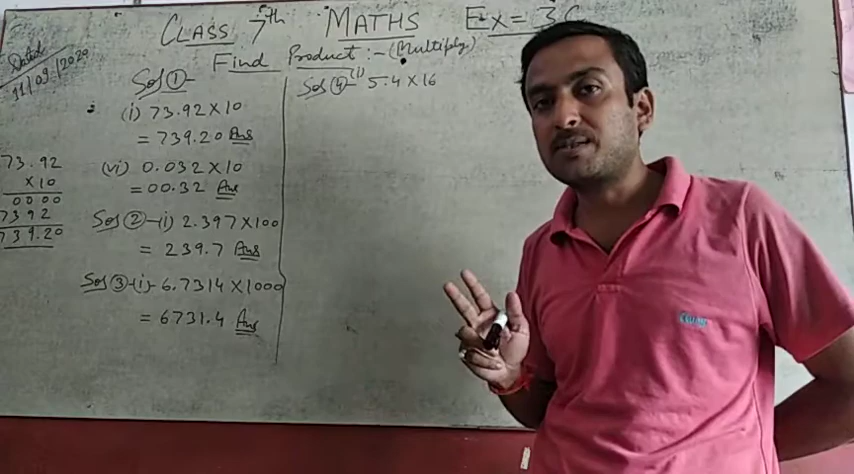 CLASS 7th MATHS Ex = 3C
Dated
11/09/2020
Find Product :- (Multiply)
Sol ①-
(i) 73.92 X 10
= 739.20 Ans
(vi) 0.032 X 10
= 00.32 Ans
Sol ②-(i) 2.397 X 100
= 239.7 Ans
Sol ③-(i)- 6.7314 X 1000
= 6731.4 Ans
73.92
X 10
0000
7392
739.20
Sol ④-(i) 5.4 X 16